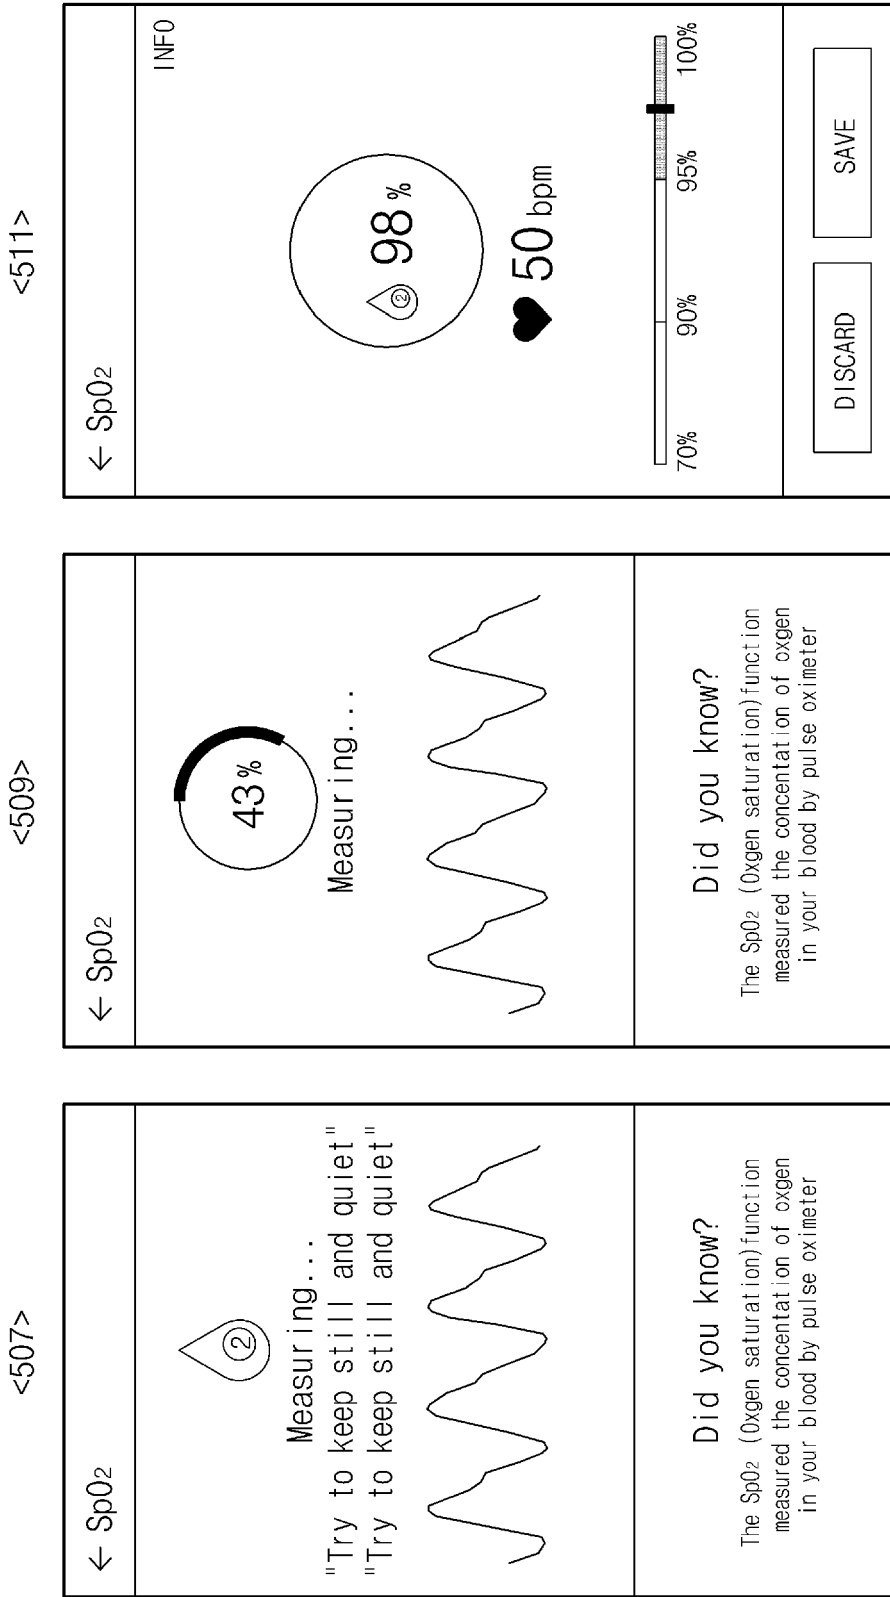 <507>
← SpO2
2
Measuring...
"Try to keep still and quiet"
"Try to keep still and quiet"
Did you know?
The SpO2 (Oxgen saturation)function
measured the concentation of oxgen
in your blood by pulse oximeter
<509>
← SpO2
43%
Measuring...
Did you know?
The SpO2 (Oxgen saturation)function
measured the concentation of oxgen
in your blood by pulse oximeter
<511>
← SpO2
INFO
2 98%
50 bpm
70% 90% 95% 100%
DISCARD SAVE